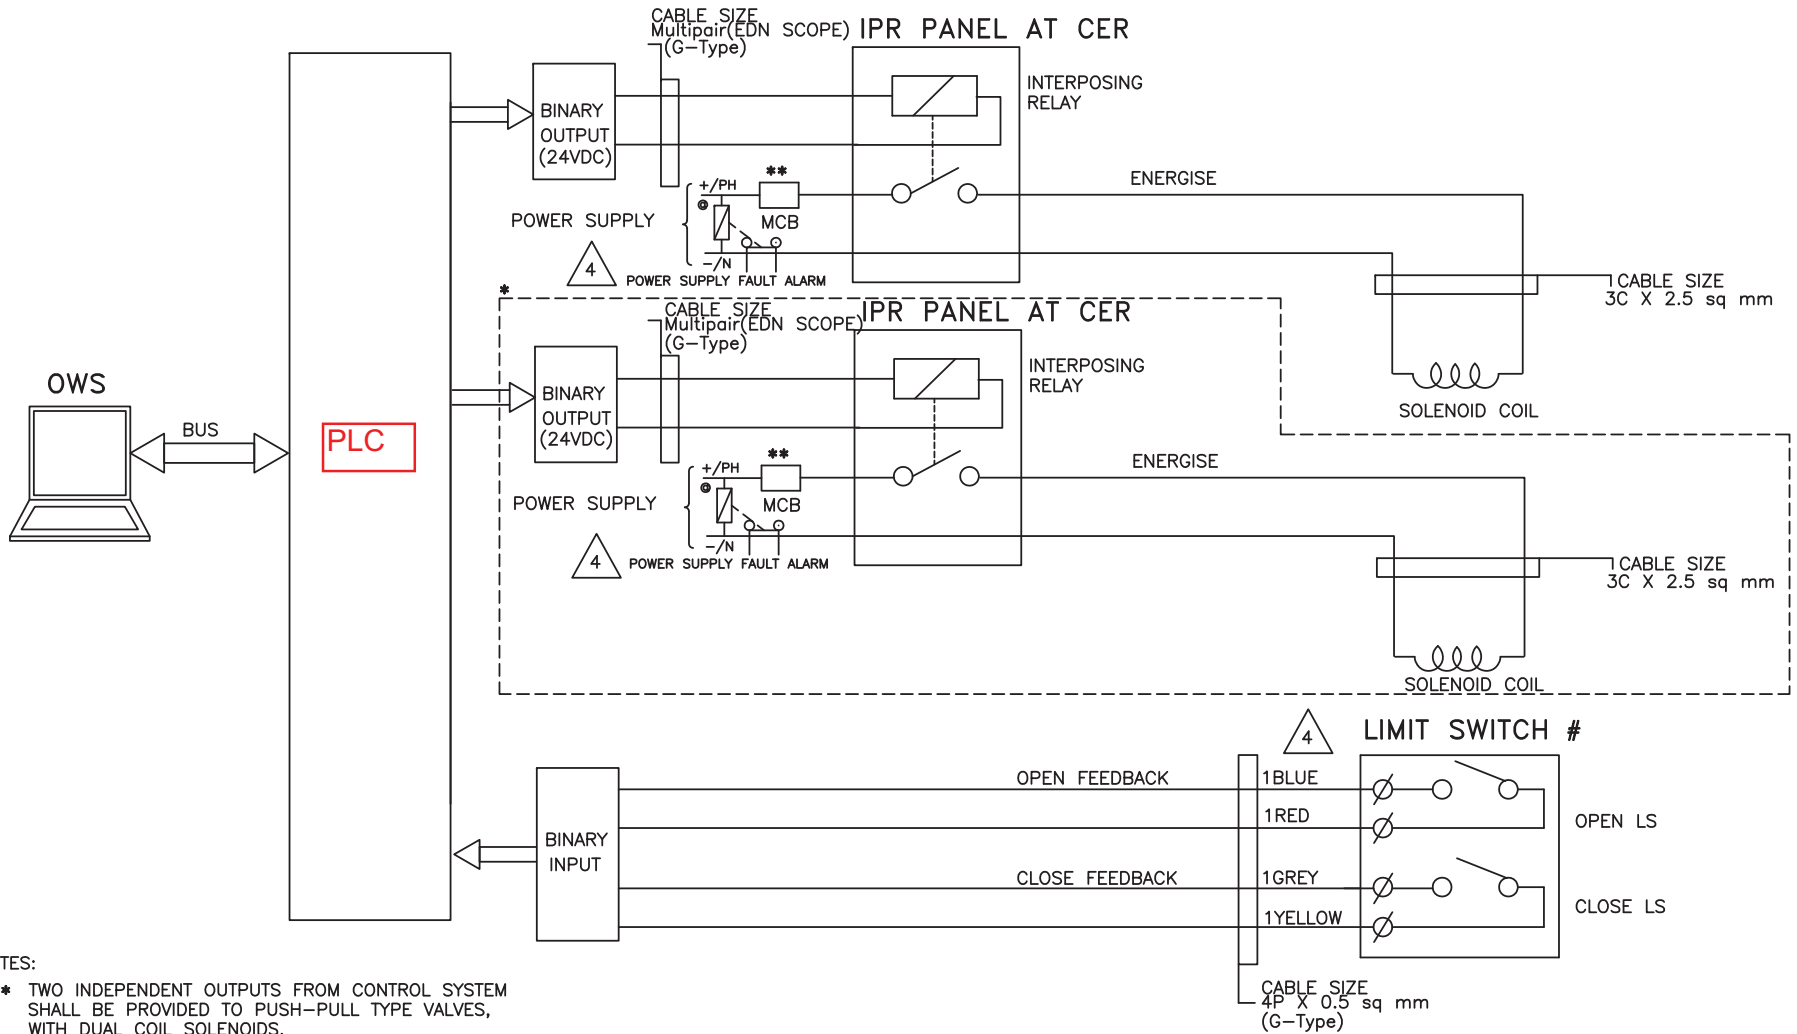 CABLE SIZE
Multipair(EDN SCOPE)
(G-Type)
IPR PANEL AT CER
INTERPOSING
RELAY
BINARY
OUTPUT
(24VDC)
**
+/PH
@
MCB
POWER SUPPLY
-/N
4
POWER SUPPLY FAULT ALARM
ENERGISE
CABLE SIZE
3C X 2.5 sq mm
SOLENOID COIL
*
CABLE SIZE
Multipair(EDN SCOPE)
(G-Type)
IPR PANEL AT CER
INTERPOSING
RELAY
BINARY
OUTPUT
(24VDC)
**
+/PH
@
MCB
POWER SUPPLY
-/N
4
POWER SUPPLY FAULT ALARM
ENERGISE
CABLE SIZE
3C X 2.5 sq mm
SOLENOID COIL
OWS
BUS
PLC
4
LIMIT SWITCH #
BINARY
INPUT
OPEN FEEDBACK
1BLUE
1RED
OPEN LS
CLOSE FEEDBACK
1GREY
1YELLOW
CLOSE LS
CABLE SIZE
4P X 0.5 sq mm
(G-Type)
TES:
* TWO INDEPENDENT OUTPUTS FROM CONTROL SYSTEM
SHALL BE PROVIDED TO PUSH-PULL TYPE VALVES,
WITH DUAL COIL SOLENOIDS.